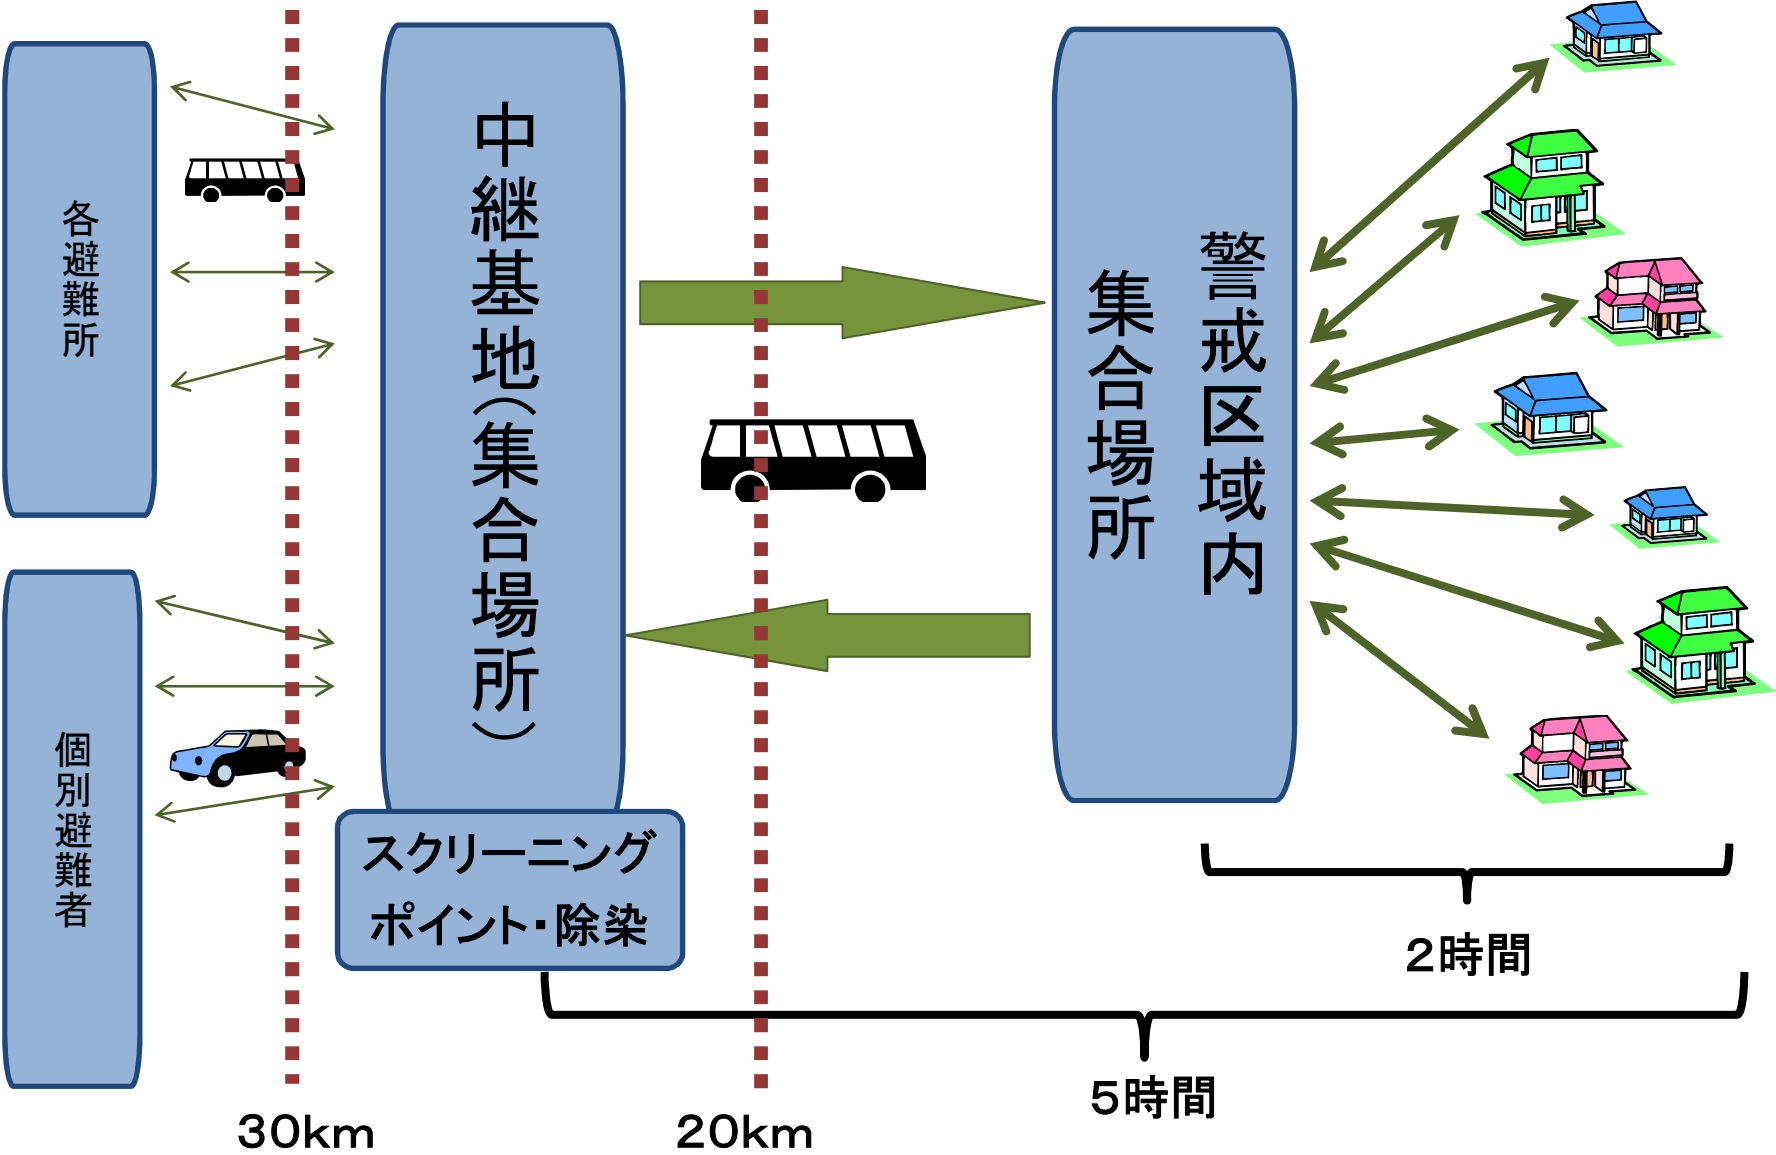 各避難所
個別避難者
中継基地(集合場所)
スクリーニング
ポイント・除染
警戒区域内
集合場所
２時間
５時間
３０ｋｍ
２０ｋｍ